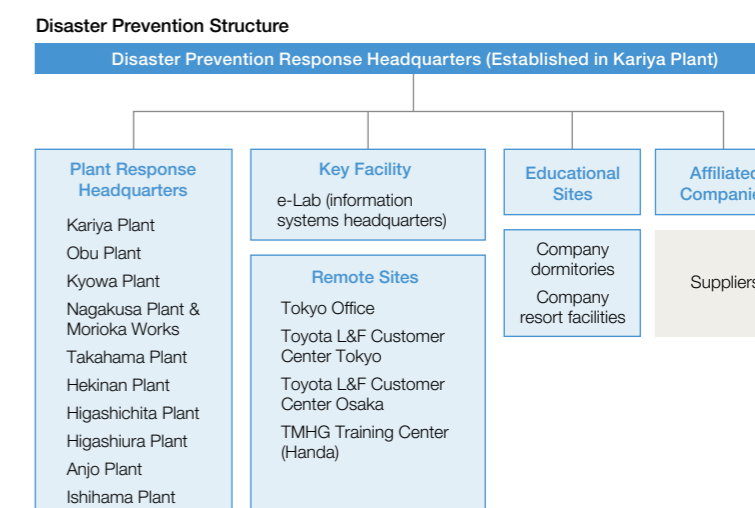 Disaster Prevention Structure
Disaster Prevention Response Headquarters (Established in Kariya Plant)
Plant Response
Headquarters
Kariya Plant
Obu Plant
Kyowa Plant
Nagakusa Plant &
Morioka Works
Takahama Plant
Hekinan Plant
Higashichita Plant
Higashiura Plant
Anjo Plant
Ishihama Plant
Key Facility
e-Lab (information
systems headquarters)
Remote Sites
Tokyo Office
Toyota L&F Customer
Center Tokyo
Toyota L&F Customer
Center Osaka
TMHG Training Center
(Handa)
Educational
Sites
Company
dormitories
Company
resort facilities
Affiliated
Companie
Suppliers